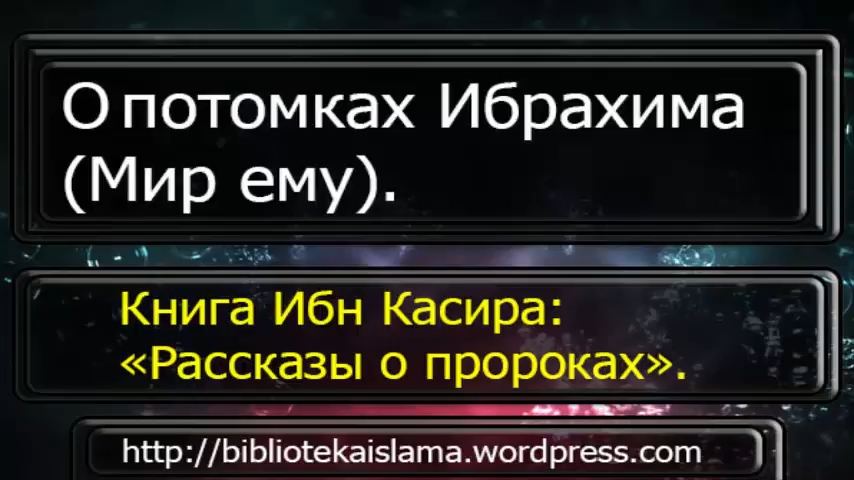 О потомках Ибрахима
(Мир ему).
Книга Ибн Касира:
«Рассказы о пророках».
http://bibliotekaislama.wordpress.com